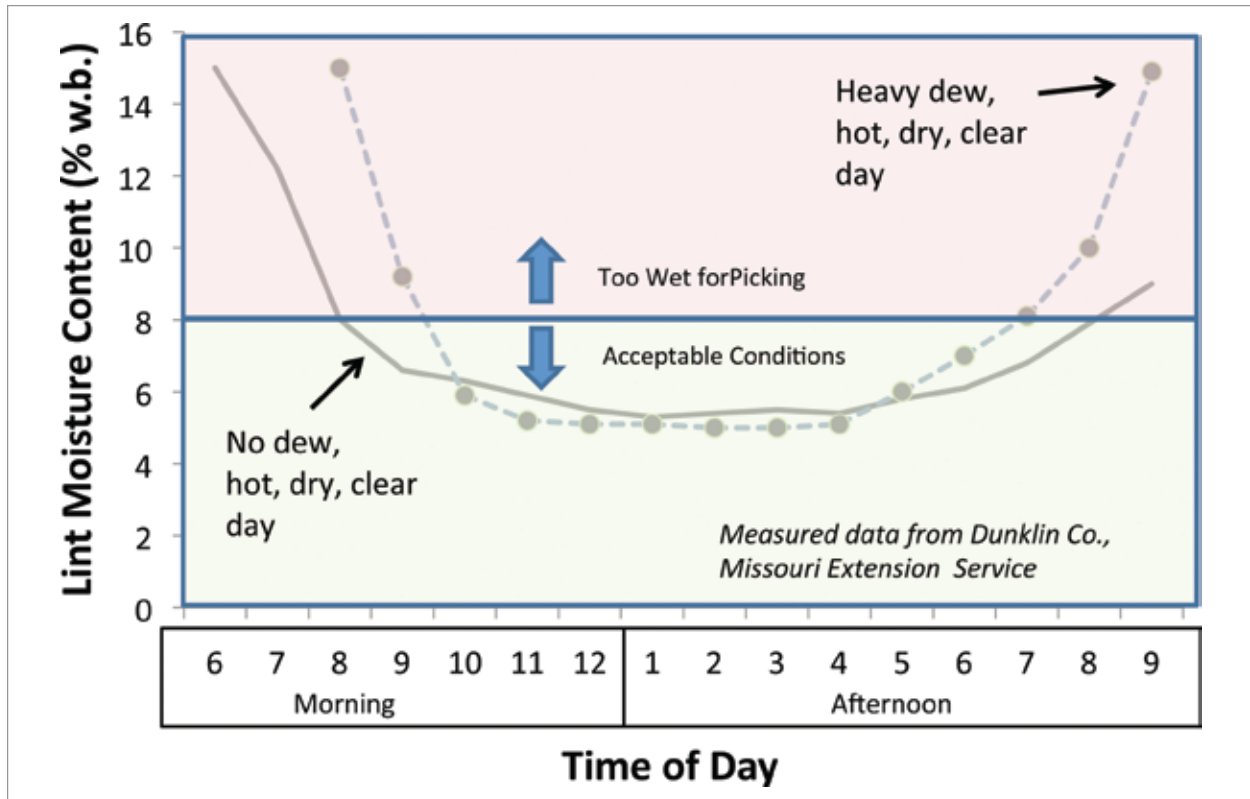 Lint Moisture Content (% w.b.)
16
14
12
10
8
6
4
2
0
Heavy dew,
hot, dry, clear
day
Too Wet forPicking
Acceptable Conditions
No dew,
hot, dry, clear
day
Measured data from Dunklin Co.,
Missouri Extension Service
6 7 8 9 10 11 12 1 2 3 4 5 6 7 8 9
Morning Afternoon
Time of Day